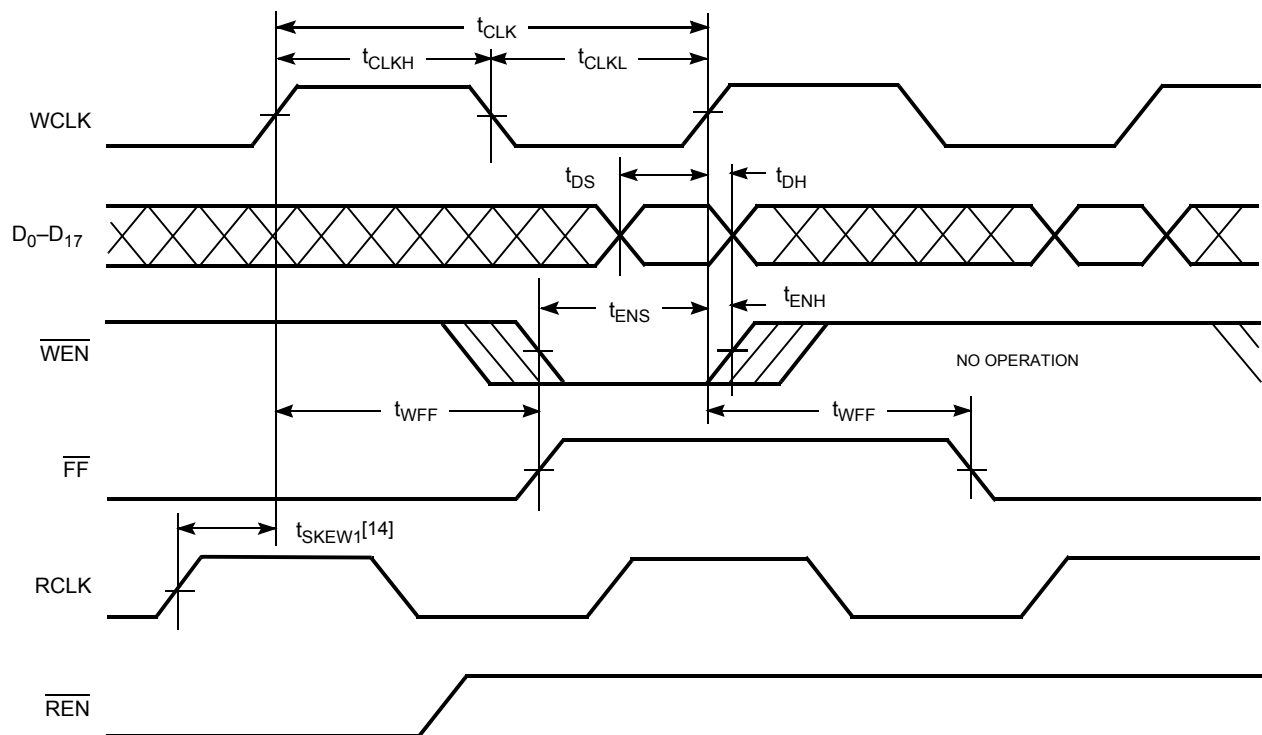 tCLK
tCLKH tCLKL
WCLK
tDS tDH
D0–D17
tENS tENH
WEN
NO OPERATION
tWFF tWFF
FF
tSKEW1[14]
RCLK
REN